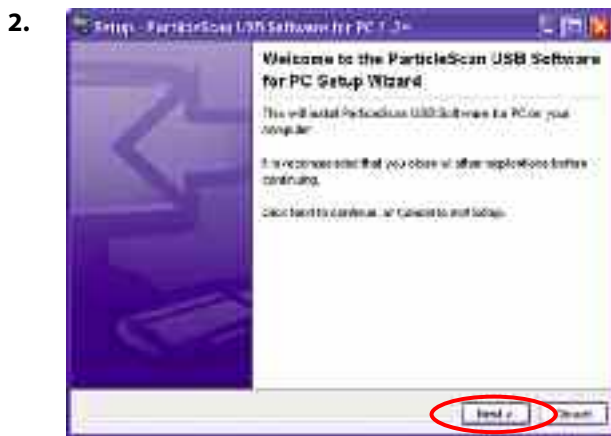 2.
Setup - ParticleScan USB Software for PC
Welcome to the ParticleScan USB Software
for PC Setup Wizard
This will install ParticleScan USB Software for PC on your
computer.
It is recommended that you close all other applications before
continuing.
Click Next to continue, or Cancel to exit Setup.
Next >
Cancel